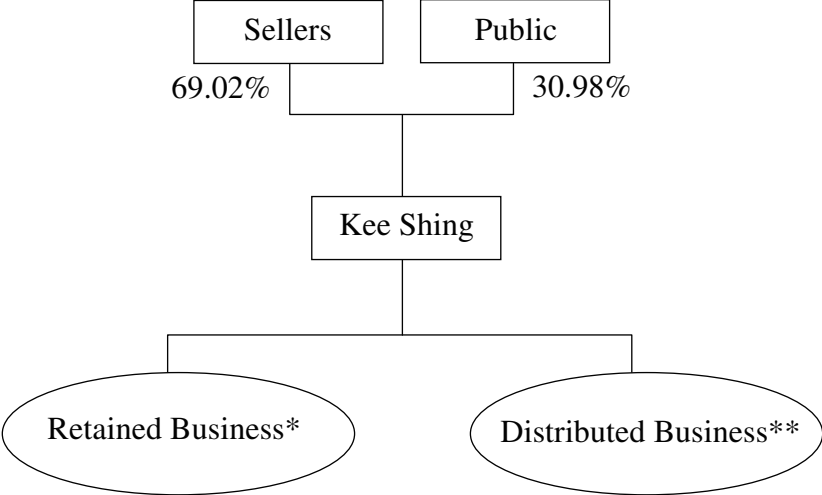 Sellers
Public
69.02%
30.98%
Kee Shing
Retained Business*
Distributed Business**